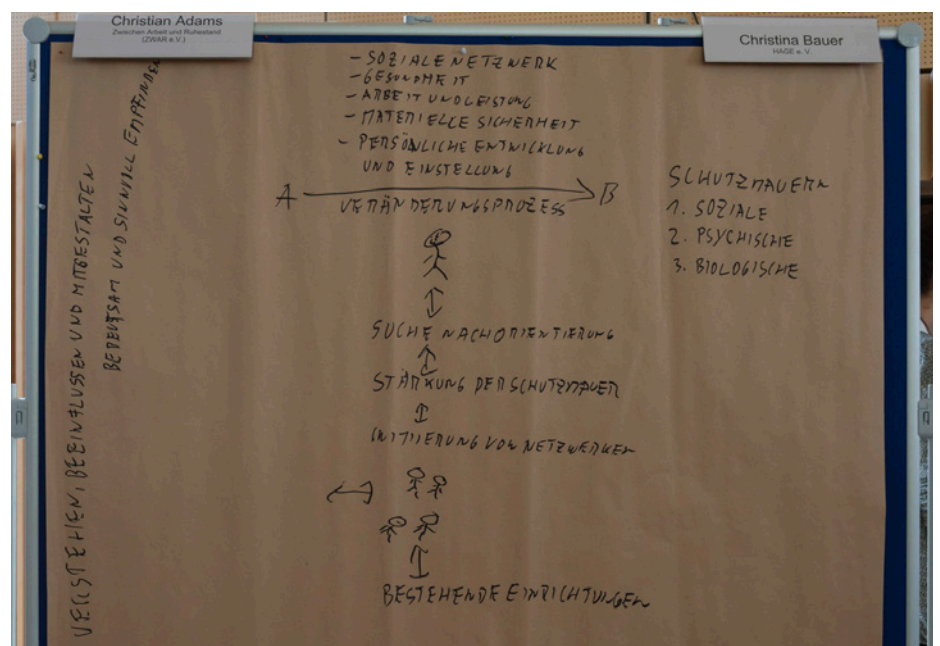 Christian Adams
Zwischen Arbeit und Ruhestand
(ZWAR e.V.)
Christina Bauer
HAGE e. V.
- SOZIALE NETZWERK
- GESUNDHEIT
- ARBEIT UND LEISTUNG
- MATERIELLE SICHERHEIT
- PERSÖNLICHE ENTWICKLUNG
UND EINSTELLUNG
A B
VERÄNDERUNGSPROZESS
SUCHE NACH ORIENTIERUNG
STÄRKUNG DER SCHUTZMAUER
INITIIERUNG VON NETZWERKEN
BESTEHENDE EINRICHTUNGEN
SCHUTZMAUERN
1. SOZIALE
2. PSYCHISCHE
3. BIOLOGISCHE
VERSTEHEN, BEEINFLUSSEN UND MITGESTALTEN
BEDEUTSAM UND SINNVOLL EMPFINDEN